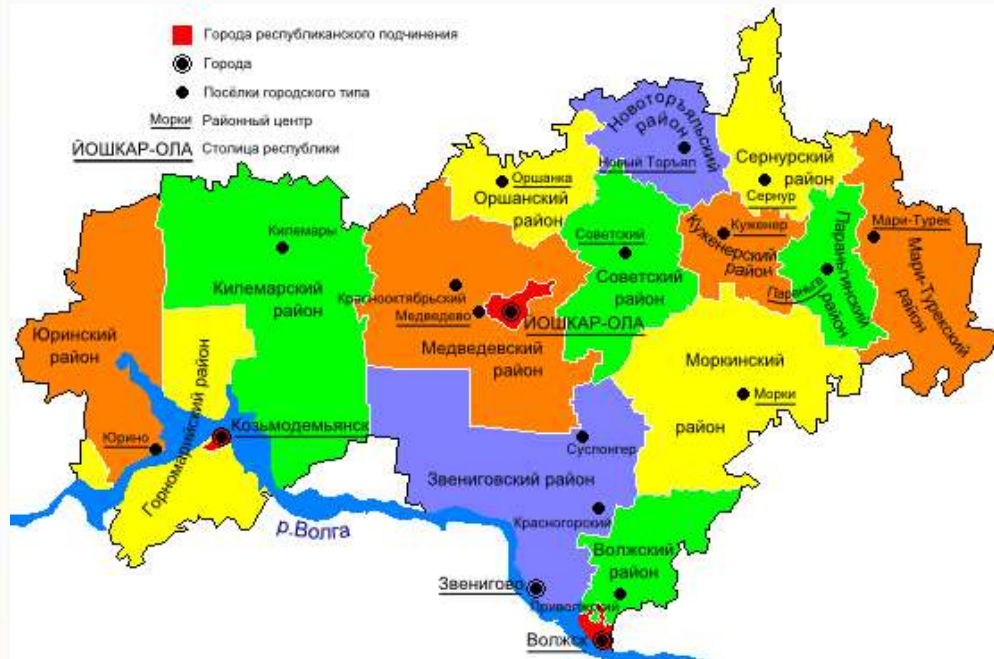 Города республиканского подчинения
Города
Посёлки городского типа
Морки Районный центр
ЙОШКАР-ОЛА Столица республики
Новоторъяльский
район
Новый Торъял
Сернурский
район
Сернур
Оршанка
Оршанский
район
Килемары
Килемарский
район
Советский
Советский
район
Куженер
Куженерский
район
Параньгинский
район
Параньга
Мари-Турек
Мари-Турекский
район
Краснооктябрьский
Медведево
ЙОШКАР-ОЛА
Медведевский
район
Юринский
район
Юрино
Горномарийский район
Козьмодемьянск
Моркинский
Морки
район
Суслонгер
Звениговский район
Красногорский
р.Волга
Волжский
район
Звенигово
Приволжский
Волжск